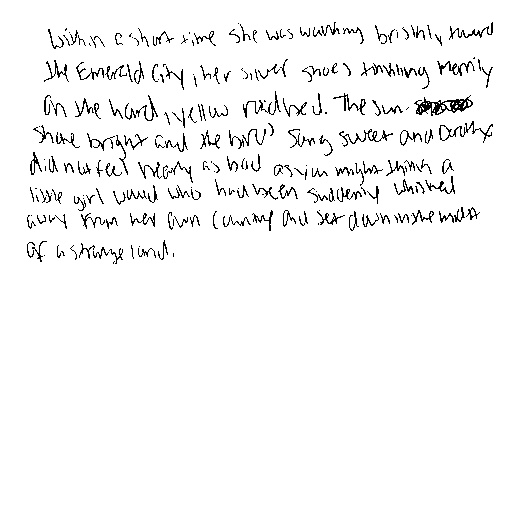 Within a short time she was walking briskly toward
the Emerald City, her silver shoes tinkling merrily
on the hard, yellow roadbed. The sun
shone bright and the birds sang sweet and Dorothy
did not feel nearly as bad as you might think a
little girl would who had been suddenly whisked
away from her own country and set down in the midst
of a strange land.